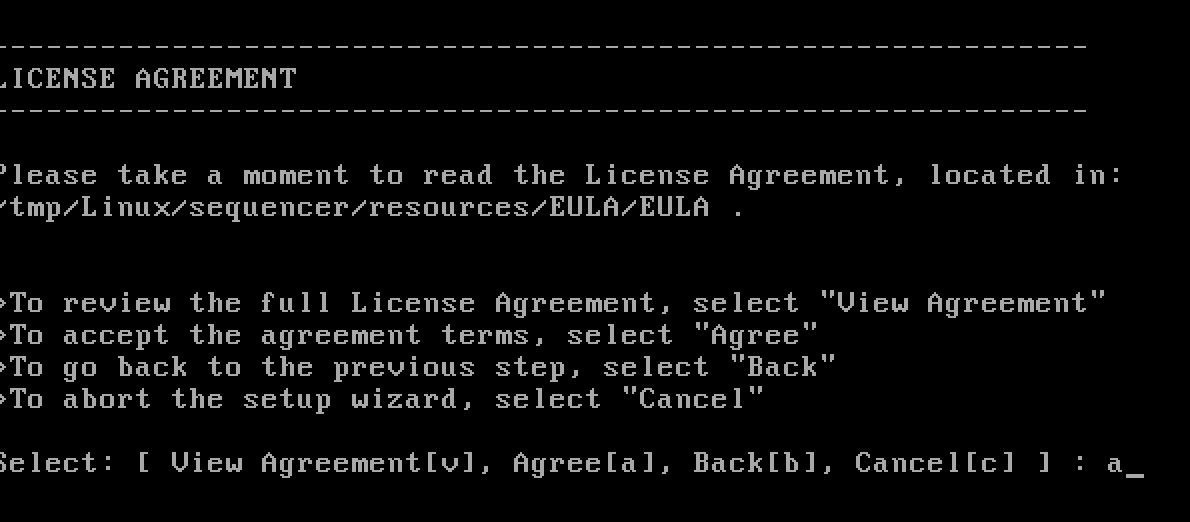 ------------------------------------------------------------
LICENSE AGREEMENT
------------------------------------------------------------
Please take a moment to read the License Agreement, located in:
/tmp/Linux/sequencer/resources/EULA/EULA .
>To review the full License Agreement, select "View Agreement"
>To accept the agreement terms, select "Agree"
>To go back to the previous step, select "Back"
>To abort the setup wizard, select "Cancel"
Select: [ View Agreement[v], Agree[a], Back[b], Cancel[c] ] : a_